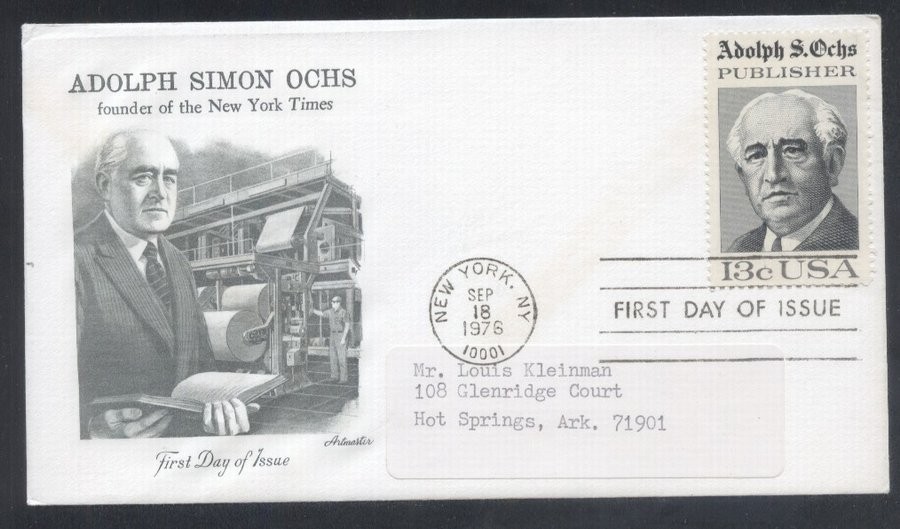 ADOLPH SIMON OCHS
founder of the New York Times
Artmaster
First Day of Issue
Adolph S. Ochs
PUBLISHER
13c USA
NEW YORK, NY
SEP
18
1976
10001
FIRST DAY OF ISSUE
Mr. Louis Kleinman
108 Glenridge Court
Hot Springs, Ark. 71901